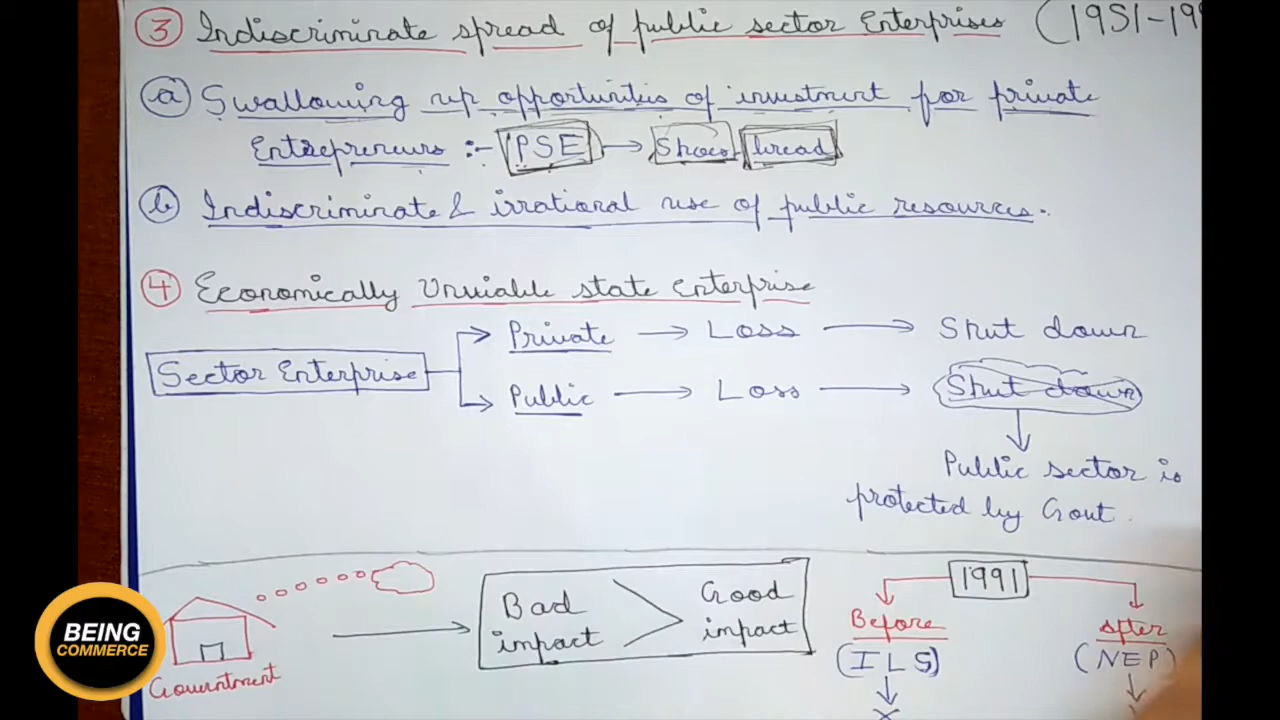 ③ Indiscriminate spread of public sector Enterprises (1951-19
ⓐ Swallowing up opportunities of investment for private
Entrepreneurs :- PSE → Shoes bread
ⓑ Indiscriminate & irrational use of public resources.
④ Economically Unviable state Enterprise
Sector Enterprise
Private → Loss → Shut down
Public → Loss → Shut down
Public sector is
protected by Govt.
Government
Bad impact > Good impact
1991
Before
(ILS)
X
after
(NEP)
BEING
COMMERCE